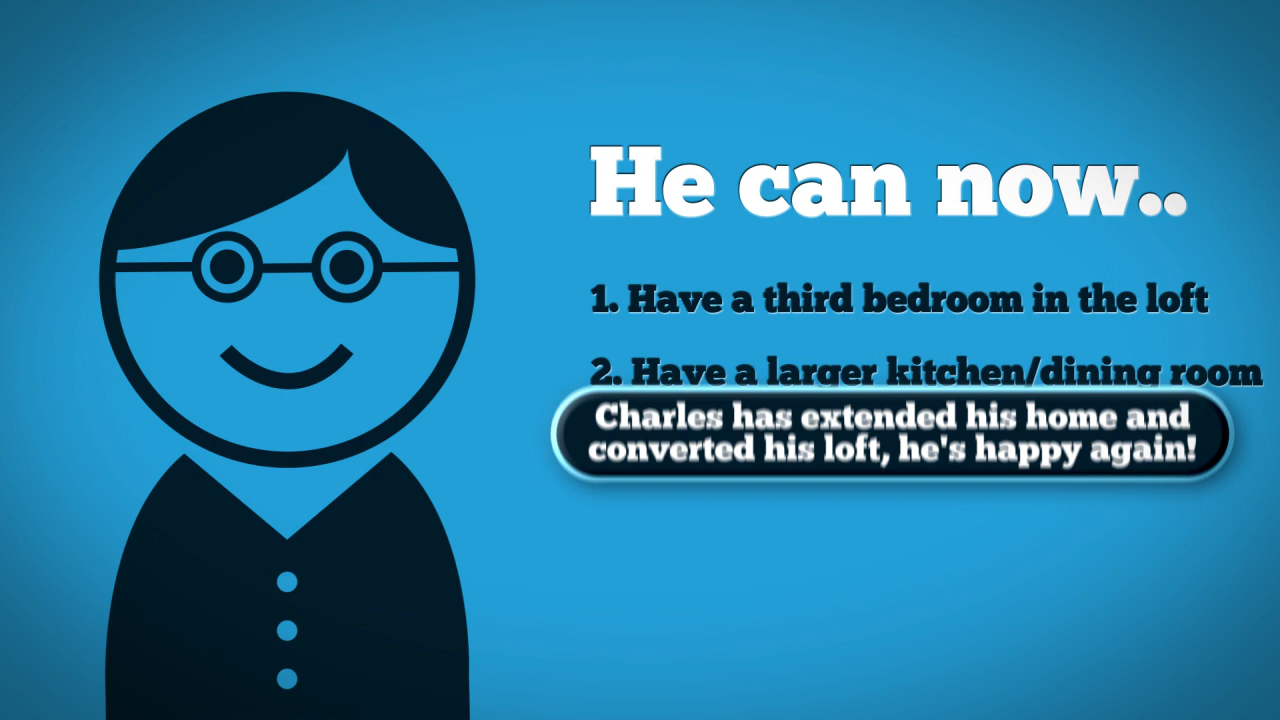 He can now..
1. Have a third bedroom in the loft
2. Have a larger kitchen/dining room
Charles has extended his home and
converted his loft, he's happy again!